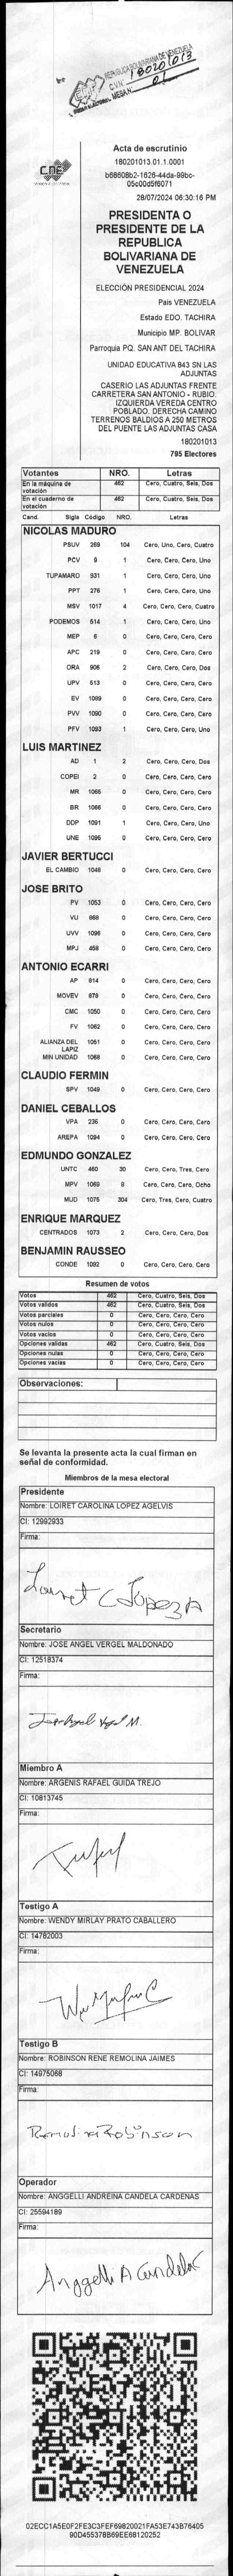 REPUBLICA BOLIVARIANA DE VENEZUELA
180201013
MESA Nº 01
CNE
Acta de escrutinio
180201013.01.1.0001
b68608b2-1626-44da-99bc-
05c00d5f6071
28/07/2024 06:30:16 PM
PRESIDENTA O
PRESIDENTE DE LA
REPUBLICA
BOLIVARIANA DE
VENEZUELA
ELECCIÓN PRESIDENCIAL 2024
País VENEZUELA
Estado EDO. TACHIRA
Municipio MP. BOLIVAR
Parroquia PQ. SAN ANT DEL TACHIRA
UNIDAD EDUCATIVA 843 SN LAS
ADJUNTAS
CASERIO LAS ADJUNTAS FRENTE
CARRETERA SAN ANTONIO - RUBIO.
IZQUIERDA VEREDA CENTRO
POBLADO. DERECHA CAMINO
TERRENOS BALDIOS A 250 METROS
DEL PUENTE LAS ADJUNTAS CASA
180201013
795 Electores
Votantes NRO. Letras
En la máquina de votación 462 Cero, Cuatro, Seis, Dos
En el cuaderno de votación 462 Cero, Cuatro, Seis, Dos
Cand. Sigla Código NRO. Letras
NICOLAS MADURO
PSUV 269 104 Cero, Uno, Cero, Cuatro
PCV 9 1 Cero, Cero, Cero, Uno
TUPAMARO 931 1 Cero, Cero, Cero, Uno
PPT 276 1 Cero, Cero, Cero, Uno
MSV 1017 4 Cero, Cero, Cero, Cuatro
PODEMOS 514 1 Cero, Cero, Cero, Uno
MEP 6 0 Cero, Cero, Cero, Cero
APC 219 0 Cero, Cero, Cero, Cero
ORA 906 2 Cero, Cero, Cero, Dos
UPV 513 0 Cero, Cero, Cero, Cero
EV 1089 0 Cero, Cero, Cero, Cero
PVV 1090 0 Cero, Cero, Cero, Cero
PFV 1093 1 Cero, Cero, Cero, Uno
LUIS MARTINEZ
AD 1 2 Cero, Cero, Cero, Dos
COPEI 2 0 Cero, Cero, Cero, Cero
MR 1065 0 Cero, Cero, Cero, Cero
BR 1066 0 Cero, Cero, Cero, Cero
DDP 1091 1 Cero, Cero, Cero, Uno
UNE 1095 0 Cero, Cero, Cero, Cero
JAVIER BERTUCCI
EL CAMBIO 1048 0 Cero, Cero, Cero, Cero
JOSE BRITO
PV 1053 0 Cero, Cero, Cero, Cero
VU 868 0 Cero, Cero, Cero, Cero
UVV 1096 0 Cero, Cero, Cero, Cero
MPJ 458 0 Cero, Cero, Cero, Cero
ANTONIO ECARRI
AP 814 0 Cero, Cero, Cero, Cero
MOVEV 878 0 Cero, Cero, Cero, Cero
CMC 1050 0 Cero, Cero, Cero, Cero
FV 1062 0 Cero, Cero, Cero, Cero
ALIANZA DEL LAPIZ 1051 0 Cero, Cero, Cero, Cero
MIN UNIDAD 1068 0 Cero, Cero, Cero, Cero
CLAUDIO FERMIN
SPV 1049 0 Cero, Cero, Cero, Cero
DANIEL CEBALLOS
VPA 236 0 Cero, Cero, Cero, Cero
AREPA 1094 0 Cero, Cero, Cero, Cero
EDMUNDO GONZALEZ
UNTC 460 30 Cero, Cero, Tres, Cero
MPV 1069 8 Cero, Cero, Cero, Ocho
MUD 1075 304 Cero, Tres, Cero, Cuatro
ENRIQUE MARQUEZ
CENTRADOS 1073 2 Cero, Cero, Cero, Dos
BENJAMIN RAUSSEO
CONDE 1092 0 Cero, Cero, Cero, Cero
Resumen de votos
Votos 462 Cero, Cuatro, Seis, Dos
Votos validos 462 Cero, Cuatro, Seis, Dos
Votos parciales 0 Cero, Cero, Cero, Cero
Votos nulos 0 Cero, Cero, Cero, Cero
Votos vacios 0 Cero, Cero, Cero, Cero
Opciones validas 462 Cero, Cuatro, Seis, Dos
Opciones nulas 0 Cero, Cero, Cero, Cero
Opciones vacias 0 Cero, Cero, Cero, Cero
Observaciones:
Se levanta la presente acta la cual firman en
señal de conformidad.
Miembros de la mesa electoral
Presidente
Nombre: LOIRET CAROLINA LOPEZ AGELVIS
CI: 12992933
Firma:
Loiret C López A
Secretario
Nombre: JOSE ANGEL VERGEL MALDONADO
CI: 12518374
Firma:
Miembro A
Nombre: ARGENIS RAFAEL GUIDA TREJO
CI: 10813745
Firma:
Testigo A
Nombre: WENDY MIRLAY PRATO CABALLERO
CI: 14782003
Firma:
Testigo B
Nombre: ROBINSON RENE REMOLINA JAIMES
CI: 14975068
Firma:
Remolina Robinson
Operador
Nombre: ANGGELLI ANDREINA CANDELA CARDENAS
CI: 25594189
Firma:
Anggelli A Candela
02ECC1A5E0F2FE3C3FEF69820021FA53E743B76405
90D455378B69EE68120252